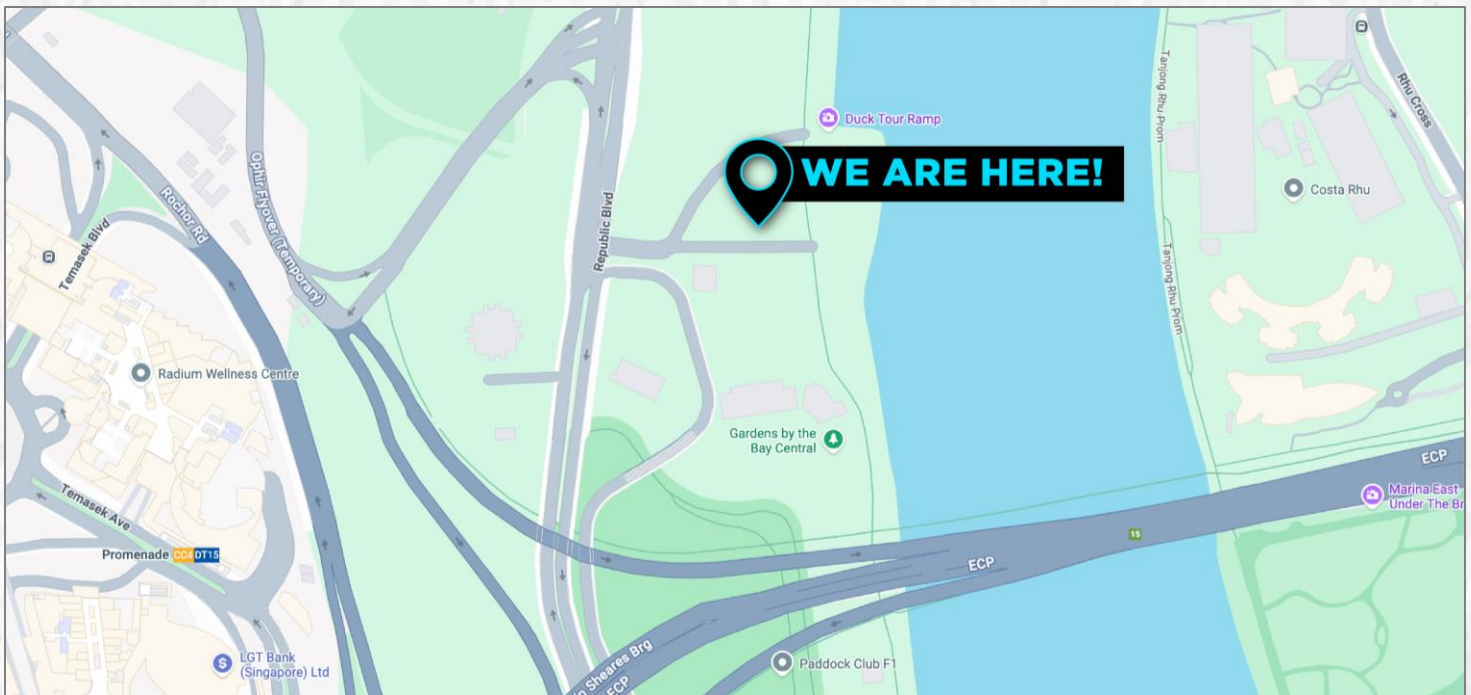 Duck Tour Ramp
WE ARE HERE!
Tanjong Rhu Prom
Rhu Cross
Costa Rhu
Ophir Flyover (Temporary)
Rochor Rd
Temasek Blvd
Republic Blvd
Tanjong Rhu Prom
Radium Wellness Centre
Gardens by the
Bay Central
ECP
Marina East
Under The Br
Temasek Ave
15
Promenade CC4 DT15
ECP
LGT Bank
(Singapore) Ltd
Sheares Brg
ECP
Paddock Club F1